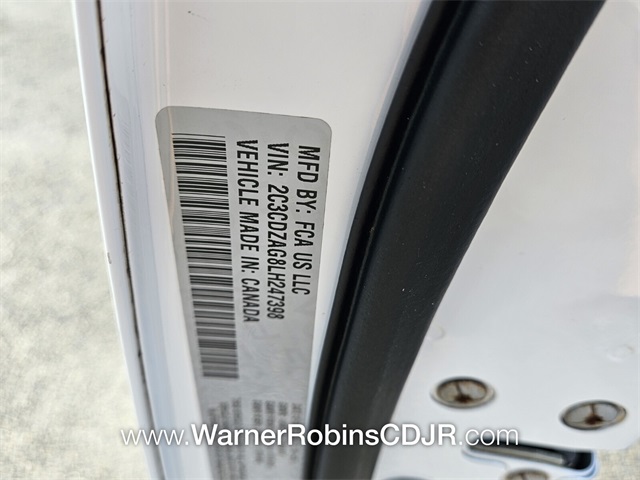 MFD BY: FCA US LLC
VIN: 2C3CDZAG8LH247398
VEHICLE MADE IN: CANADA
www.WarnerRobinsCDJR.com